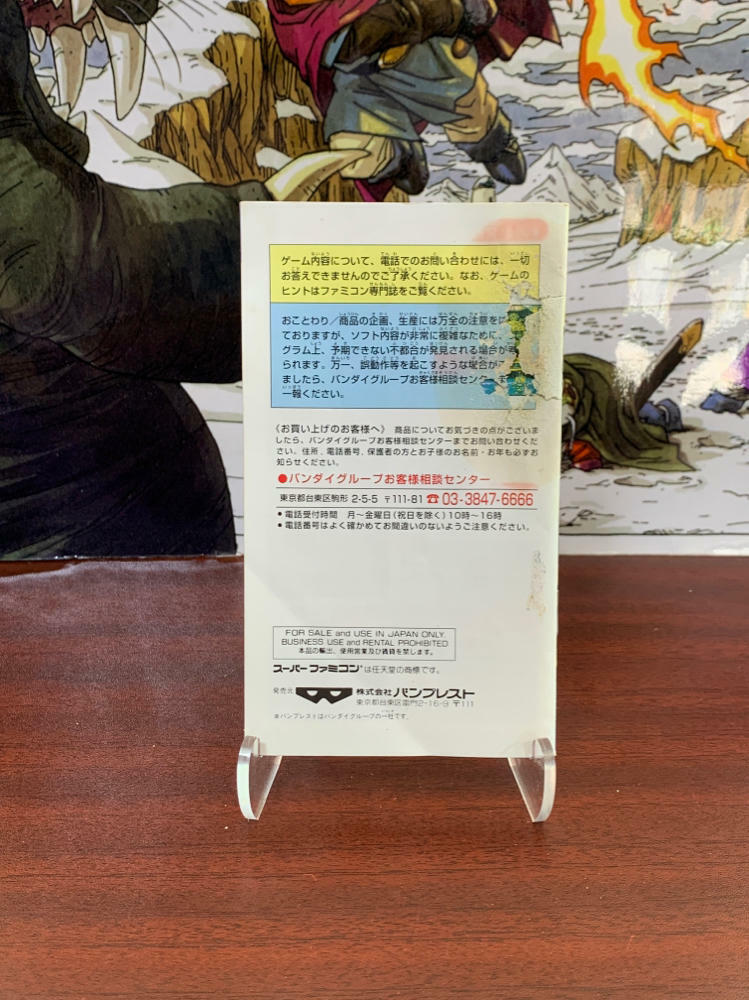 ゲーム内容について、電話でのお問い合わせには、一切
お答えできませんのでご了承ください。なお、ゲームの
ヒントはファミコン専門誌をご覧ください。
おことわり／商品の企画、生産には万全の注意を
ておりますが、ソフト内容が非常に複雑なために、
グラム上、予期できない不都合が発見される場合が
られます。万一、誤動作等を起こすような場合が
ましたら、バンダイグループお客様相談センター
一報ください。
《お買い上げのお客様へ》 商品についてお気づきの点がございま
したら、バンダイグループお客様相談センターまでお問い合わせくだ
さい。住所、電話番号、保護者の方とお子様のお名前・お年も必ずお
知らせください。
●バンダイグループお客様相談センター
東京都台東区駒形 2-5-5 〒111-81 ☎ 03-3847-6666
●電話受付時間 月〜金曜日(祝日を除く)10時〜16時
●電話番号はよく確かめてお間違いのないようご注意ください。
FOR SALE and USE IN JAPAN ONLY.
BUSINESS USE and RENTAL PROHIBITED
本品の輸出、使用営業及び賃貸を禁じます。
スーパーファミコンは任天堂の商標です。
発売元 株式会社 バンプレスト
東京都台東区雷門2-16-9 〒111
※バンプレストはバンダイグループの一社です。